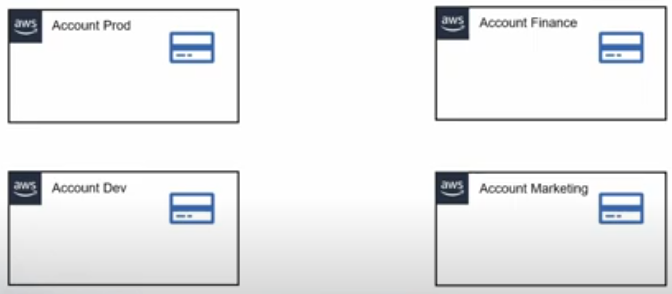 aws Account Prod
aws Account Finance
aws Account Dev
aws Account Marketing